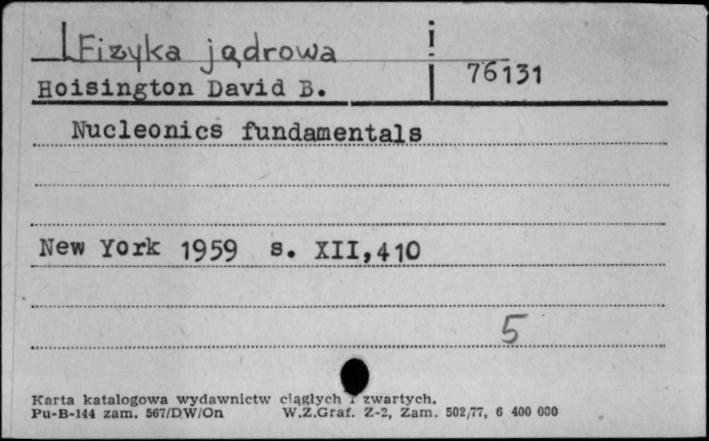 Fizyka jądrowa
76131
Hoisington David B.
Nucleonics fundamentals
New York 1959 s. XII,410
5
Karta katalogowa wydawnictw ciągłych i zwartych.
Pu-B-144 zam. 567/DW/On W.Z.Graf. Z-2, Zam. 502/77, 6 400 000